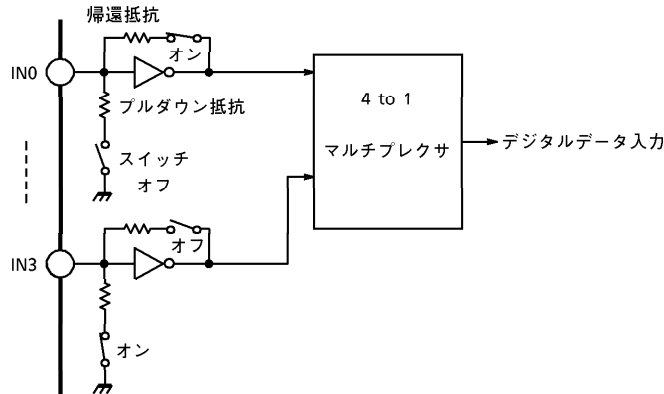 帰還抵抗
オン
IN0
プルダウン抵抗
スイッチ
オフ
4 to 1
マルチプレクサ
デジタルデータ入力
オフ
IN3
オン